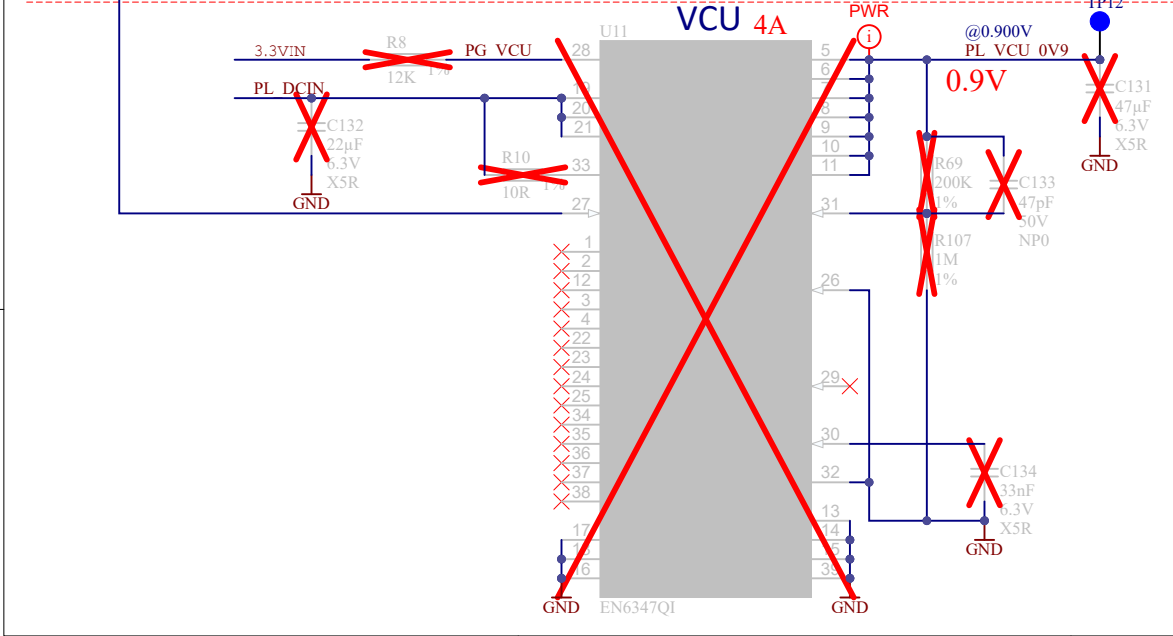 TP12
VCU 4A
PWR
i
U11
3.3VIN
R8
12K
1%
PG_VCU
28
5
@0.900V
PL_VCU_0V9
0.9V
C131
47µF
6.3V
X5R
GND
PL_DCIN
C132
22µF
6.3V
X5R
GND
20
21
R10
10R
1%
33
27
6
8
9
10
11
31
R69
200K
1%
C133
47pF
50V
NP0
R107
1M
1%
1
2
12
3
4
22
23
24
25
34
35
36
37
38
17
16
GND
26
29
30
32
13
14
39
GND
C134
33nF
6.3V
X5R
GND
EN6347QI